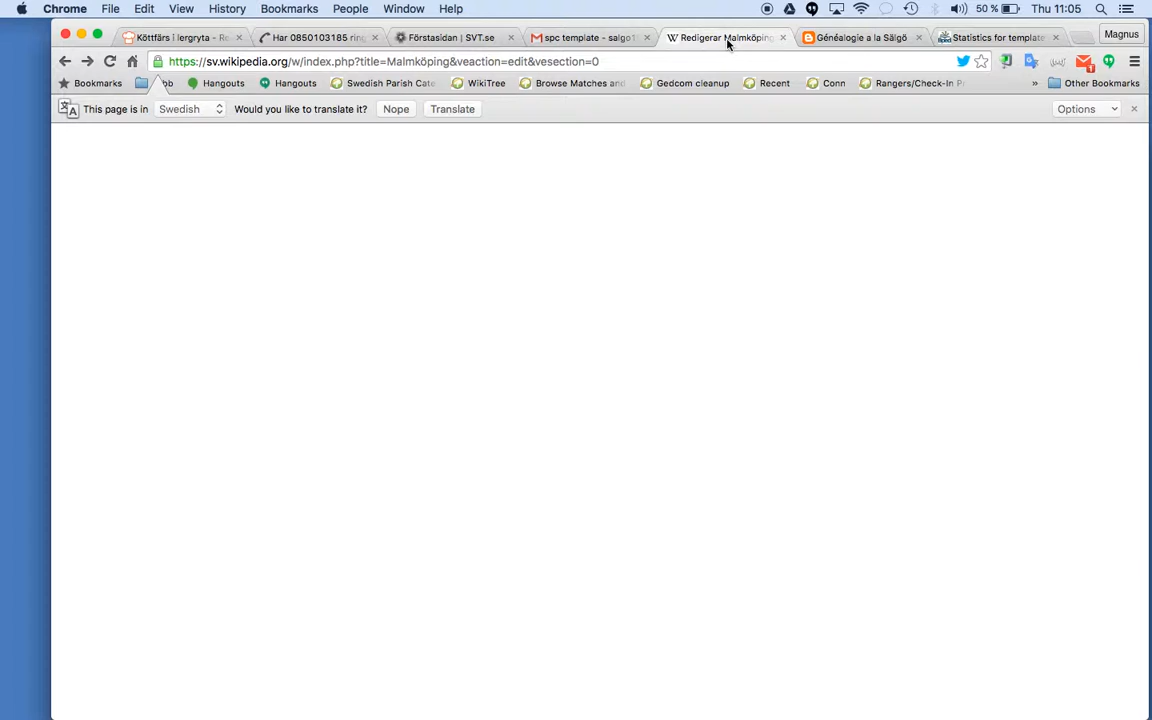 Chrome File Edit View History Bookmarks People Window Help 50 % Thu 11:05
Köttfärs i lergryta - Re Har 0850103185 ring Förstasidan | SVT.se spc template - salgo1 Redigerar Malmköping Généalogie a la Sälgö Statistics for template Magnus
https://sv.wikipedia.org/w/index.php?title=Malmköping&veaction=edit&vesection=0
Bookmarks Hangouts Hangouts Swedish Parish Cate WikiTree Browse Matches and Gedcom cleanup Recent Conn Rangers/Check-In P » Other Bookmarks
This page is in Swedish Would you like to translate it? Nope Translate Options